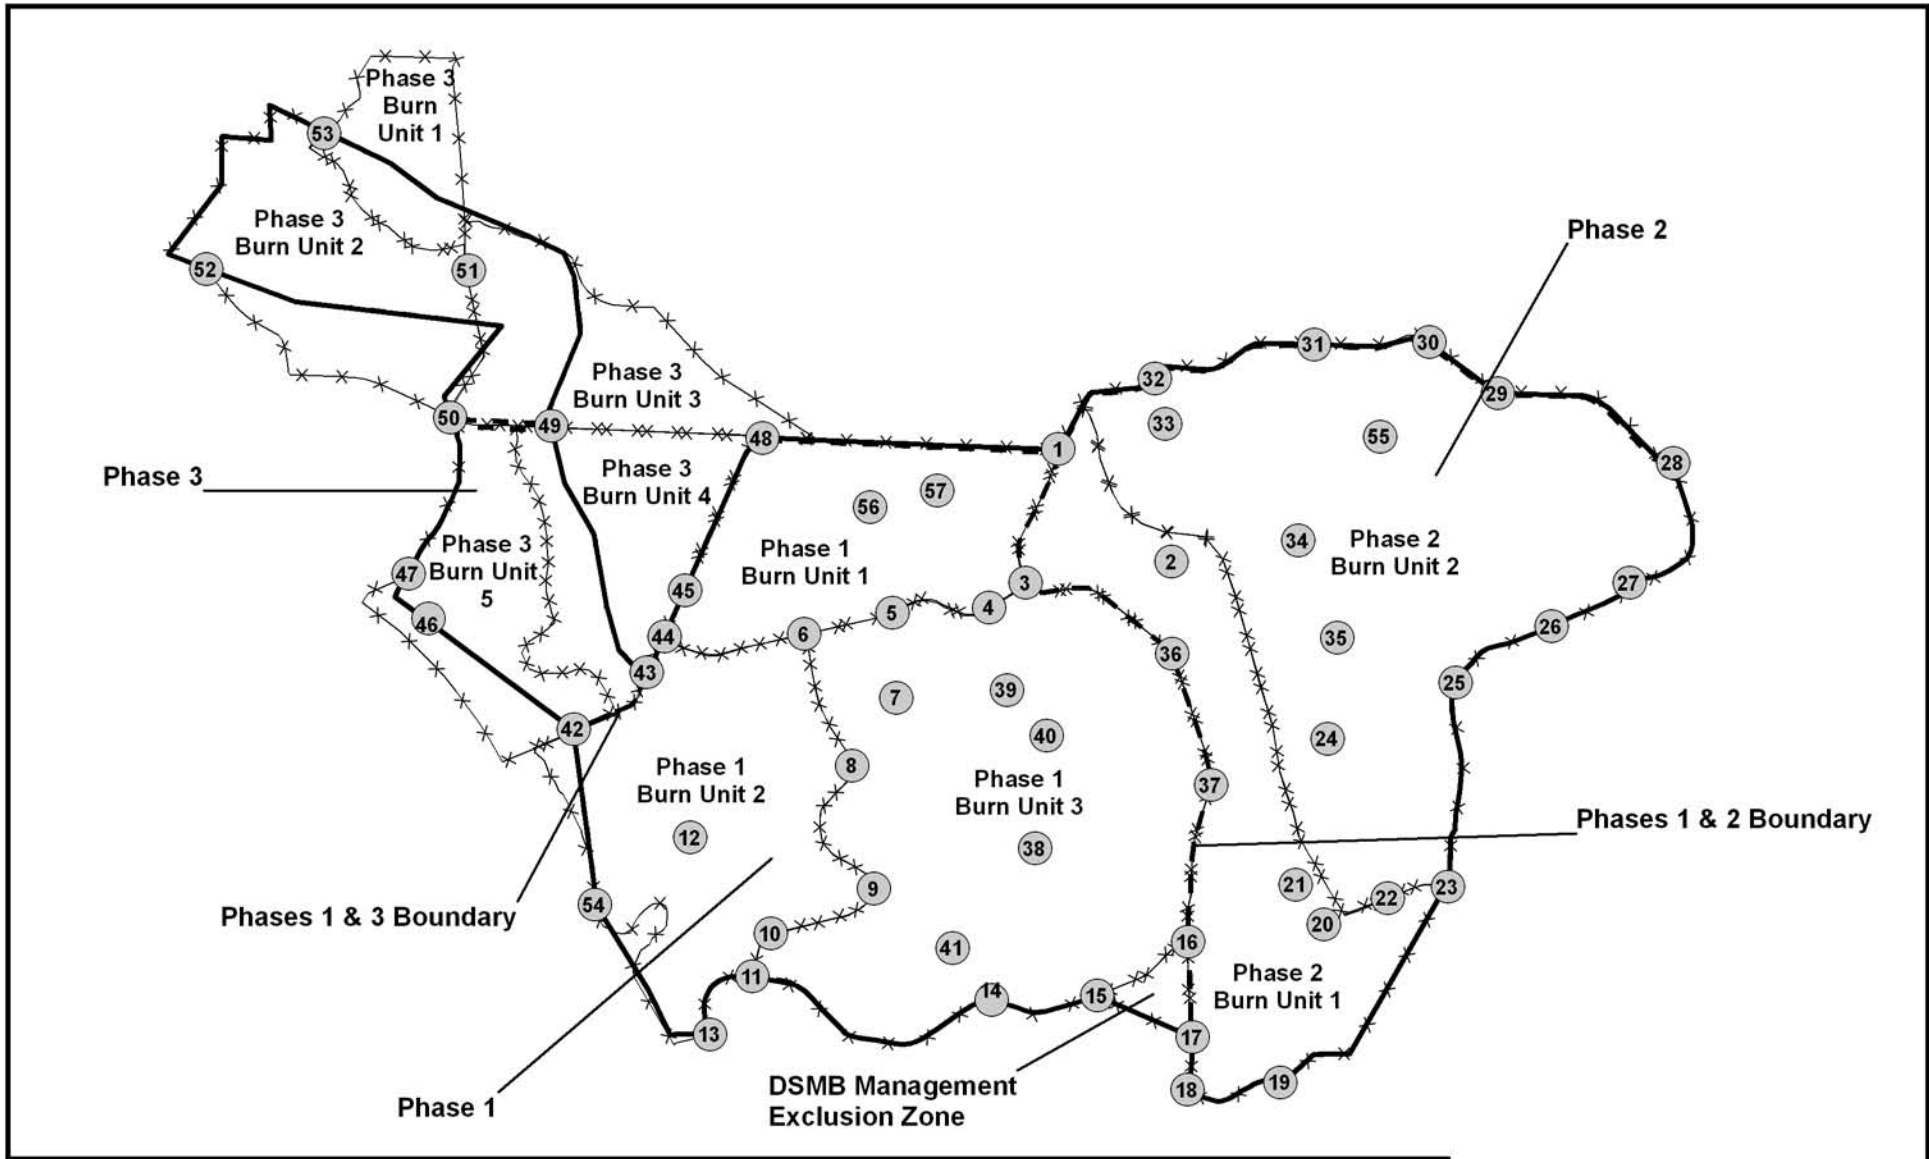 Phase 3
Burn
Unit 1
53
Phase 3
Burn Unit 2
52
51
Phase 2
31
30
32
29
Phase 3
Burn Unit 3
33
55
50
49
48
1
28
Phase 3
Phase 3
Burn Unit 4
56
57
Phase 3
Burn Unit
5
47
46
Phase 1
Burn Unit 1
2
34
Phase 2
Burn Unit 2
3
27
45
4
5
6
44
26
35
36
43
25
7
39
42
40
24
8
Phase 1
Burn Unit 2
Phase 1
Burn Unit 3
37
Phases 1 & 2 Boundary
12
38
9
21
22
23
54
Phases 1 & 3 Boundary
20
10
41
16
11
14
15
Phase 2
Burn Unit 1
13
17
DSMB Management
Exclusion Zone
18
19
Phase 1